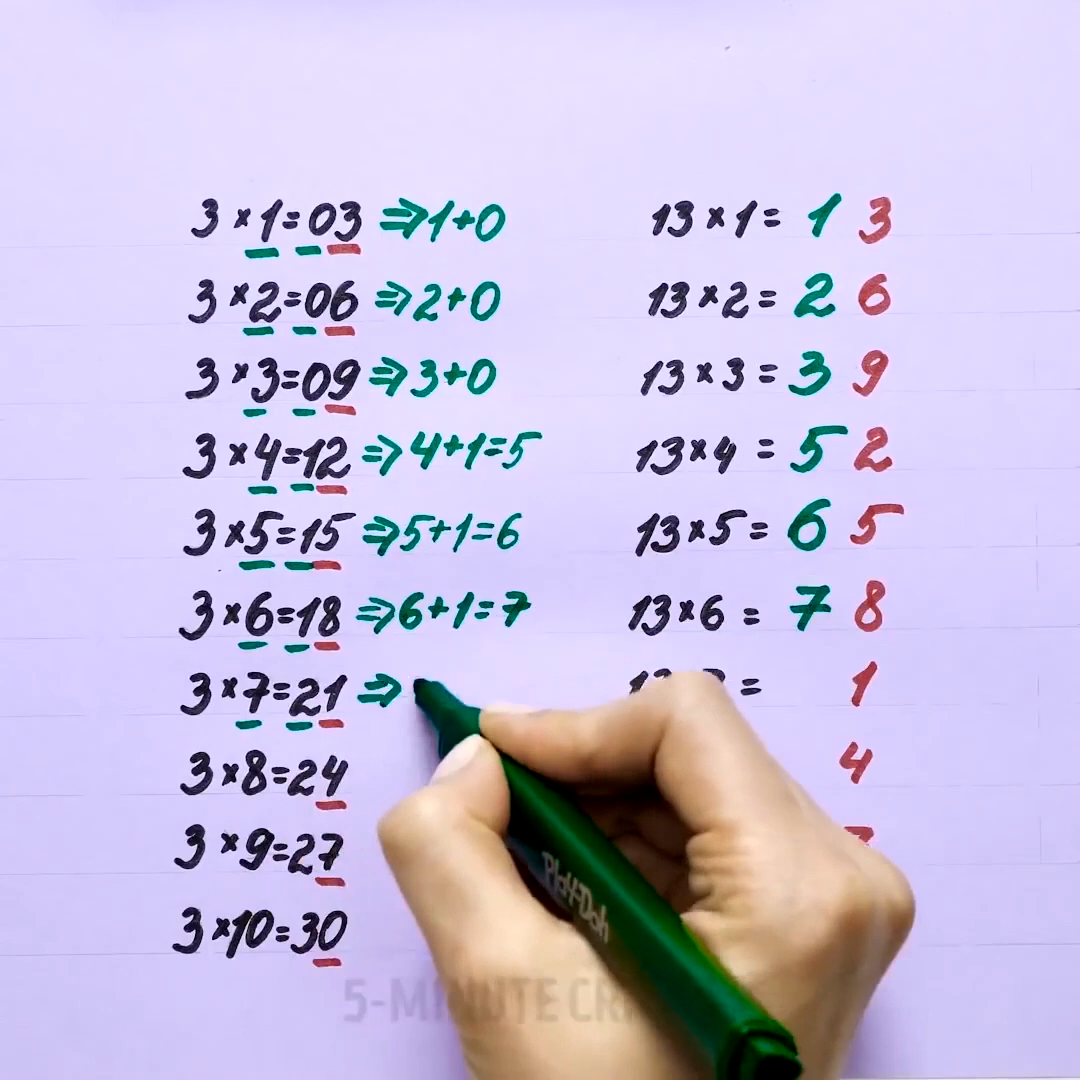 3 × 1 = 03 ⇒ 1+0 13 × 1 = 1 3
3 × 2 = 06 ⇒ 2+0 13 × 2 = 2 6
3 × 3 = 09 ⇒ 3+0 13 × 3 = 3 9
3 × 4 = 12 ⇒ 4+1=5 13 × 4 = 5 2
3 × 5 = 15 ⇒ 5+1=6 13 × 5 = 6 5
3 × 6 = 18 ⇒ 6+1=7 13 × 6 = 7 8
3 × 7 = 21 ⇒ = 1
3 × 8 = 24 4
3 × 9 = 27
3 × 10 = 30
Play-Doh
5-MINUTE